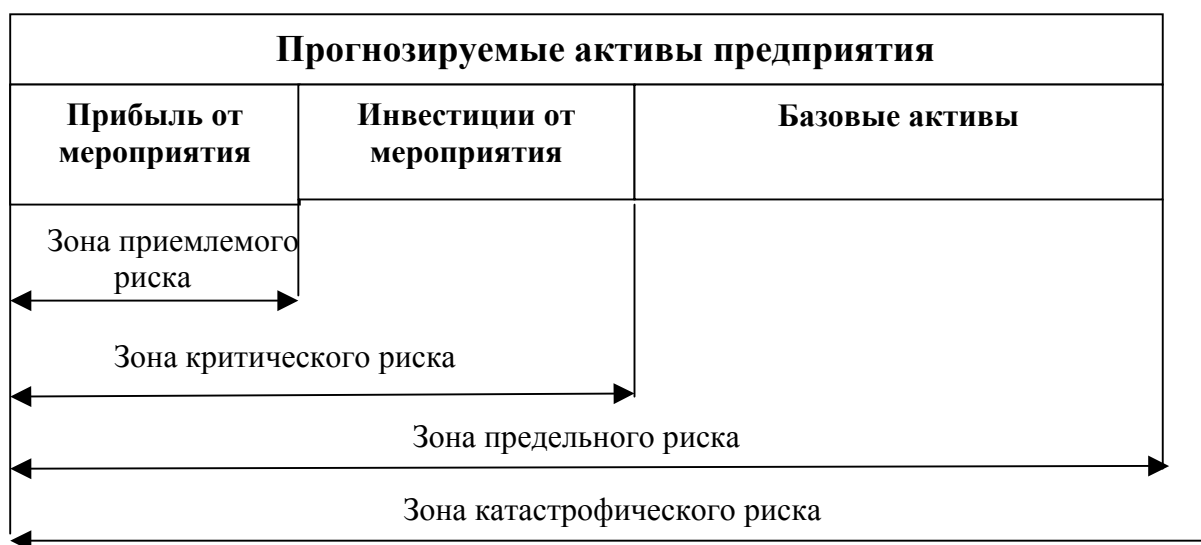 Прогнозируемые активы предприятия
Прибыль от
мероприятия
Инвестиции от
мероприятия
Базовые активы
Зона приемлемого
риска
Зона критического риска
Зона предельного риска
Зона катастрофического риска